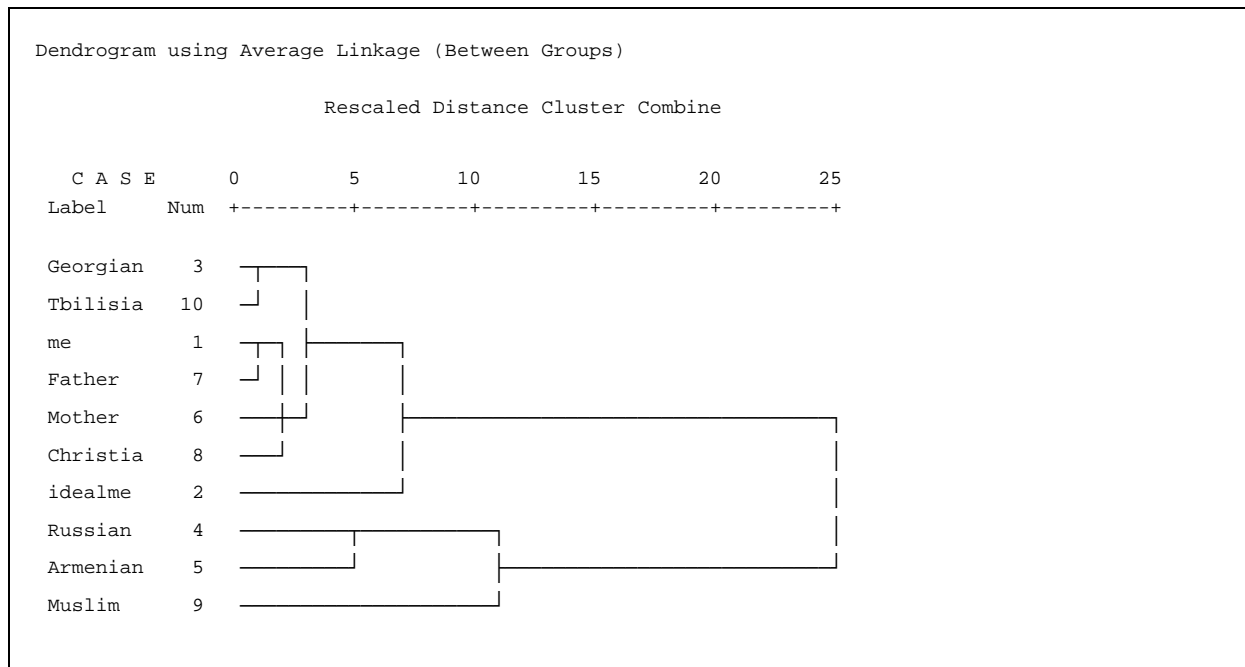 Dendrogram using Average Linkage (Between Groups)
Rescaled Distance Cluster Combine
C A S E 0 5 10 15 20 25
Label Num +---------+---------+---------+---------+---------+
Georgian 3
Tbilisia 10
me 1
Father 7
Mother 6
Christia 8
idealme 2
Russian 4
Armenian 5
Muslim 9